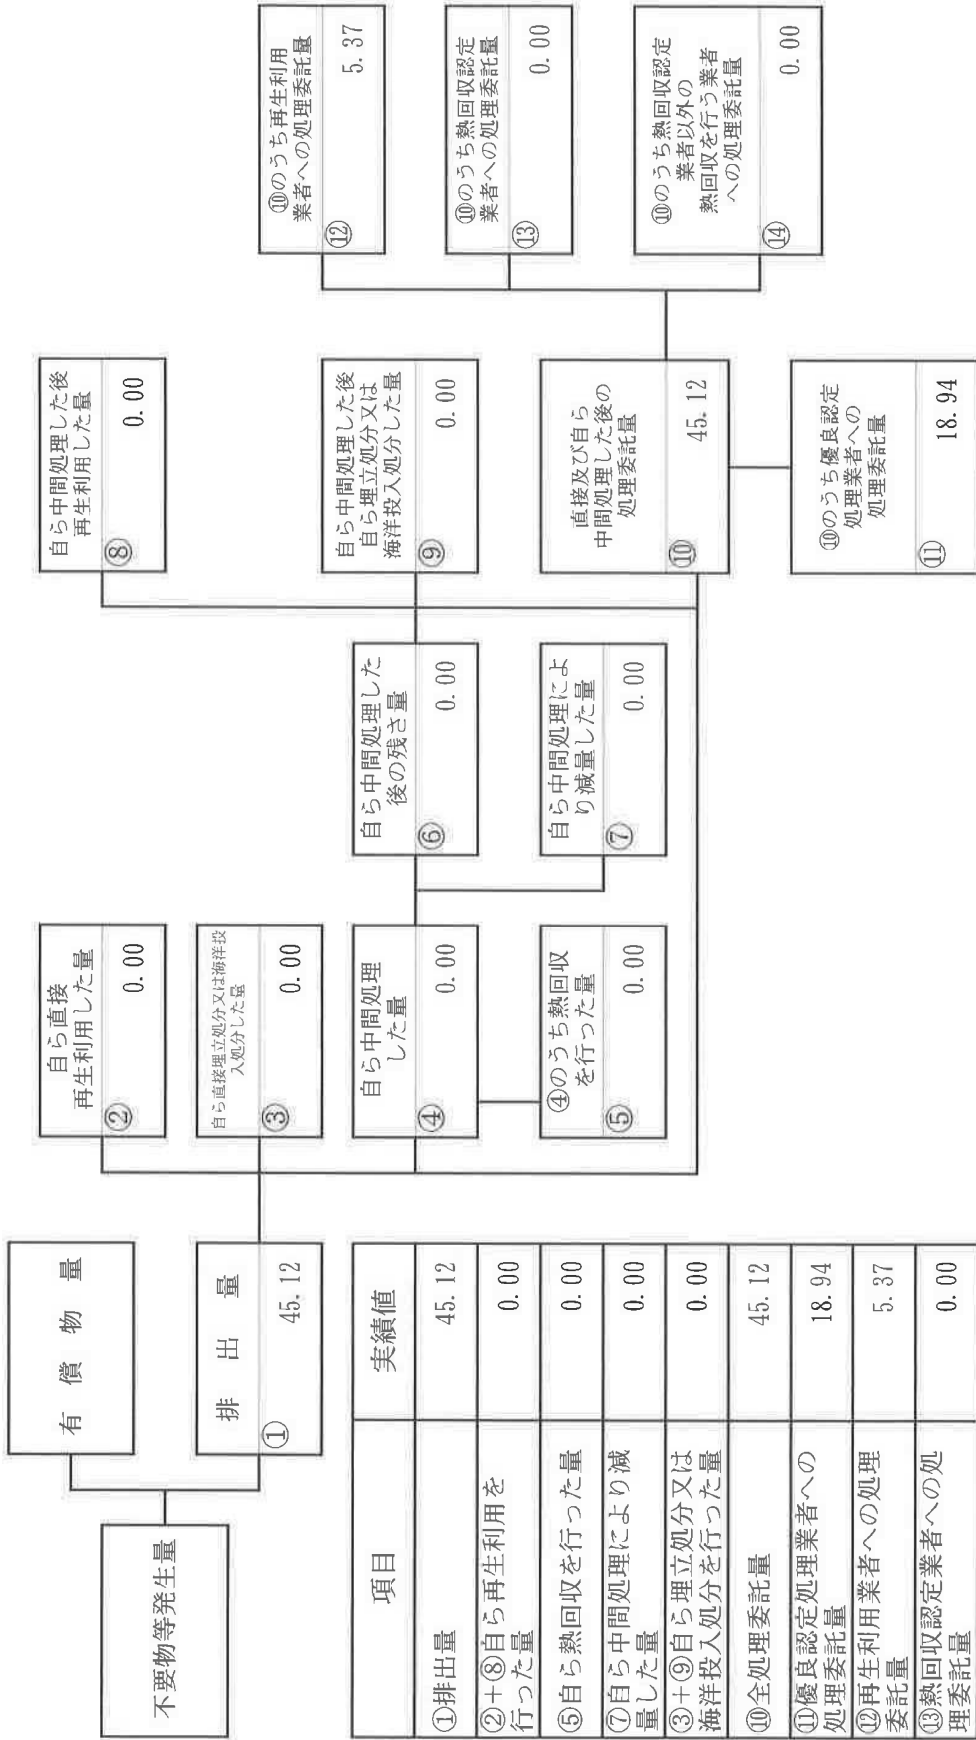 不要物等発生量
有償物量
排出量
①
45.12
自ら直接
再生利用した量
②
0.00
自ら直接埋立処分又は海洋投
入処分した量
③
0.00
自ら中間処理
した量
④
0.00
④のうち熱回収
を行った量
⑤
0.00
自ら中間処理した
後の残さ量
⑥
0.00
自ら中間処理によ
り減量した量
⑦
0.00
自ら中間処理した後
再生利用した量
⑧
0.00
自ら中間処理した後
自ら埋立処分又は
海洋投入処分した量
⑨
0.00
直接及び自ら
中間処理した後の
処理委託量
⑩
45.12
⑩のうち優良認定
処理業者への
処理委託量
⑪
18.94
⑩のうち再生利用
業者への処理委託量
⑫
5.37
⑩のうち熱回収認定
業者への処理委託量
⑬
0.00
⑩のうち熱回収認定
業者以外の
熱回収を行う業者
への処理委託量
⑭
0.00
項目 実績値
①排出量 45.12
②+⑧自ら再生利用を
行った量 0.00
⑤自ら熱回収を行った量 0.00
⑦自ら中間処理により減
量した量 0.00
③+⑨自ら埋立処分又は
海洋投入処分を行った量 0.00
⑩全処理委託量 45.12
⑪優良認定処理業者への
処理委託量 18.94
⑫再生利用業者への処理
委託量 5.37
⑬熱回収認定業者への処
理委託量 0.00